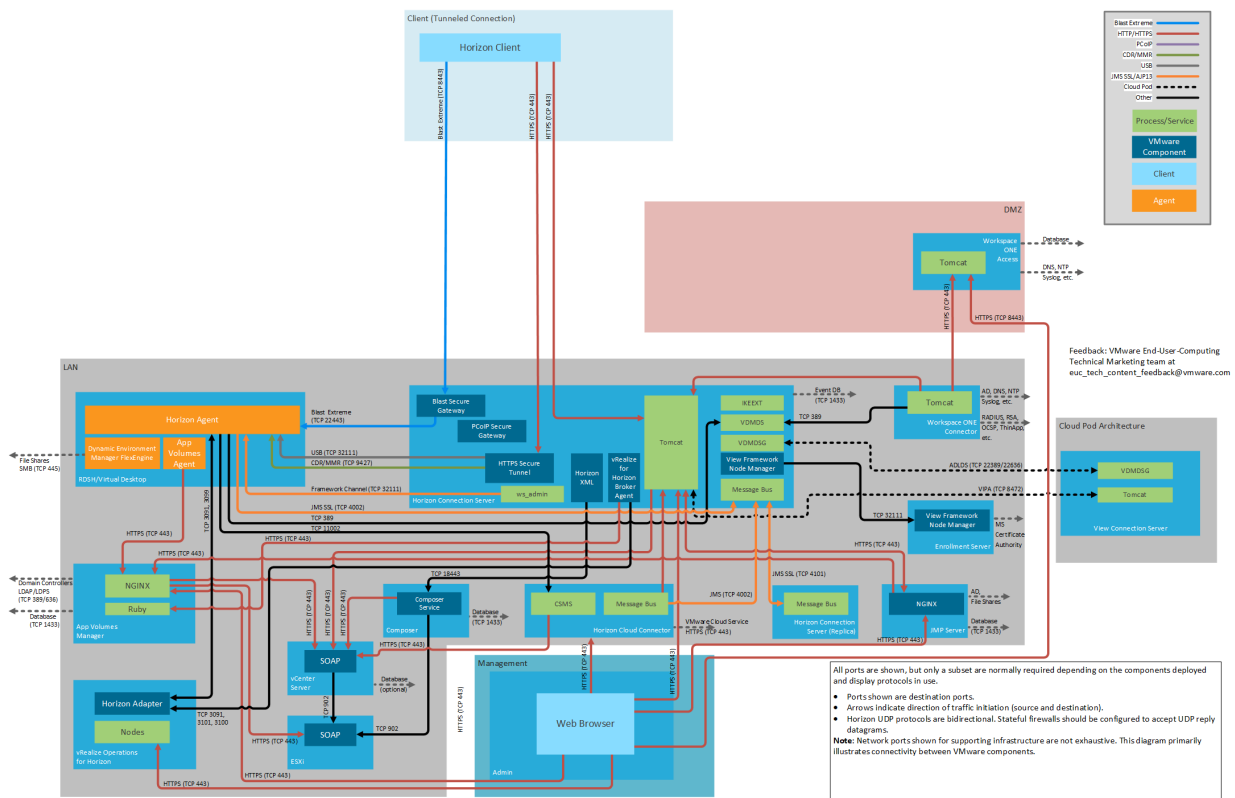 Client (Tunneled Connection)
Horizon Client
Blast Extreme (TCP 8443)
HTTPS (TCP 443)
HTTPS (TCP 443)
Blast Extreme
HTTP/HTTPS
PCoIP
CDR/MMR
USB
JMS SSL/AJP13
Cloud Pod
Other
Process/Service
VMware
Component
Client
Agent
DMZ
Workspace
ONE
Access
Tomcat
Database
DNS, NTP
Syslog, etc.
HTTPS (TCP 443)
HTTPS (TCP 8443)
Feedback: VMware End-User-Computing
Technical Marketing team at
euc_tech_content_feedback@vmware.com
LAN
Horizon Agent
Dynamic Environment
Manager FlexEngine
App
Volumes
Agent
RDSH/Virtual Desktop
File Shares
SMB (TCP 445)
Blast Extreme
(TCP 22443)
USB (TCP 32111)
CDR/MMR (TCP 9427)
Framework Channel (TCP 32111)
JMS SSL (TCP 4002)
TCP 389
TCP 11002
Blast Secure
Gateway
PCoIP Secure
Gateway
HTTPS Secure
Tunnel
ws_admin
Horizon Connection Server
Horizon
XML
vRealize
for
Horizon
Broker
Agent
Tomcat
IKEEXT
VDMDS
VDMDSG
View Framework
Node Manager
Message Bus
Event DB
(TCP 1433)
TCP 389
Tomcat
Workspace ONE
Connector
AD, DNS, NTP
Syslog, etc.
RADIUS, RSA,
OCSP, ThinApp,
etc.
Cloud Pod Architecture
VDMDSG
Tomcat
View Connection Server
ADLDS (TCP 22389/22636)
VIPA (TCP 8472)
TCP 32111
View Framework
Node Manager
Enrollment Server
MS
Certificate
Authority
TCP 3091, 3099
HTTPS (TCP 443)
HTTPS (TCP 443)
HTTPS (TCP 443)
HTTPS (TCP 443)
Domain Controllers
LDAP/LDPS
(TCP 389/636)
Database
(TCP 1433)
NGINX
Ruby
App Volumes
Manager
HTTPS (TCP 443)
HTTPS (TCP 443)
HTTPS (TCP 443)
TCP 18443
Composer
Service
Composer
Database
(TCP 1433)
CSMS
Message Bus
Horizon Cloud Connector
JMS (TCP 4002)
JMS SSL (TCP 4101)
VMware Cloud Service
HTTPS (TCP 443)
Message Bus
Horizon Connection
Server (Replica)
NGINX
JMP Server
AD,
File Shares
Database
(TCP 1433)
HTTPS (TCP 443)
HTTPS (TCP 443)
SOAP
vCenter
Server
Database
(optional)
TCP 902
SOAP
ESXi
TCP 902
HTTPS (TCP 443)
HTTPS (TCP 443)
Horizon Adapter
Nodes
vRealize Operations
for Horizon
TCP 3091,
3101, 3100
HTTPS (TCP 443)
HTTPS (TCP 443)
Management
HTTPS (TCP 443)
HTTPS (TCP 443)
Web Browser
Admin
All ports are shown, but only a subset are normally required depending on the components deployed
and display protocols in use.
• Ports shown are destination ports.
• Arrows indicate direction of traffic initiation (source and destination).
• Horizon UDP protocols are bidirectional. Stateful firewalls should be configured to accept UDP reply
datagrams.
Note: Network ports shown for supporting infrastructure are not exhaustive. This diagram primarily
illustrates connectivity between VMware components.